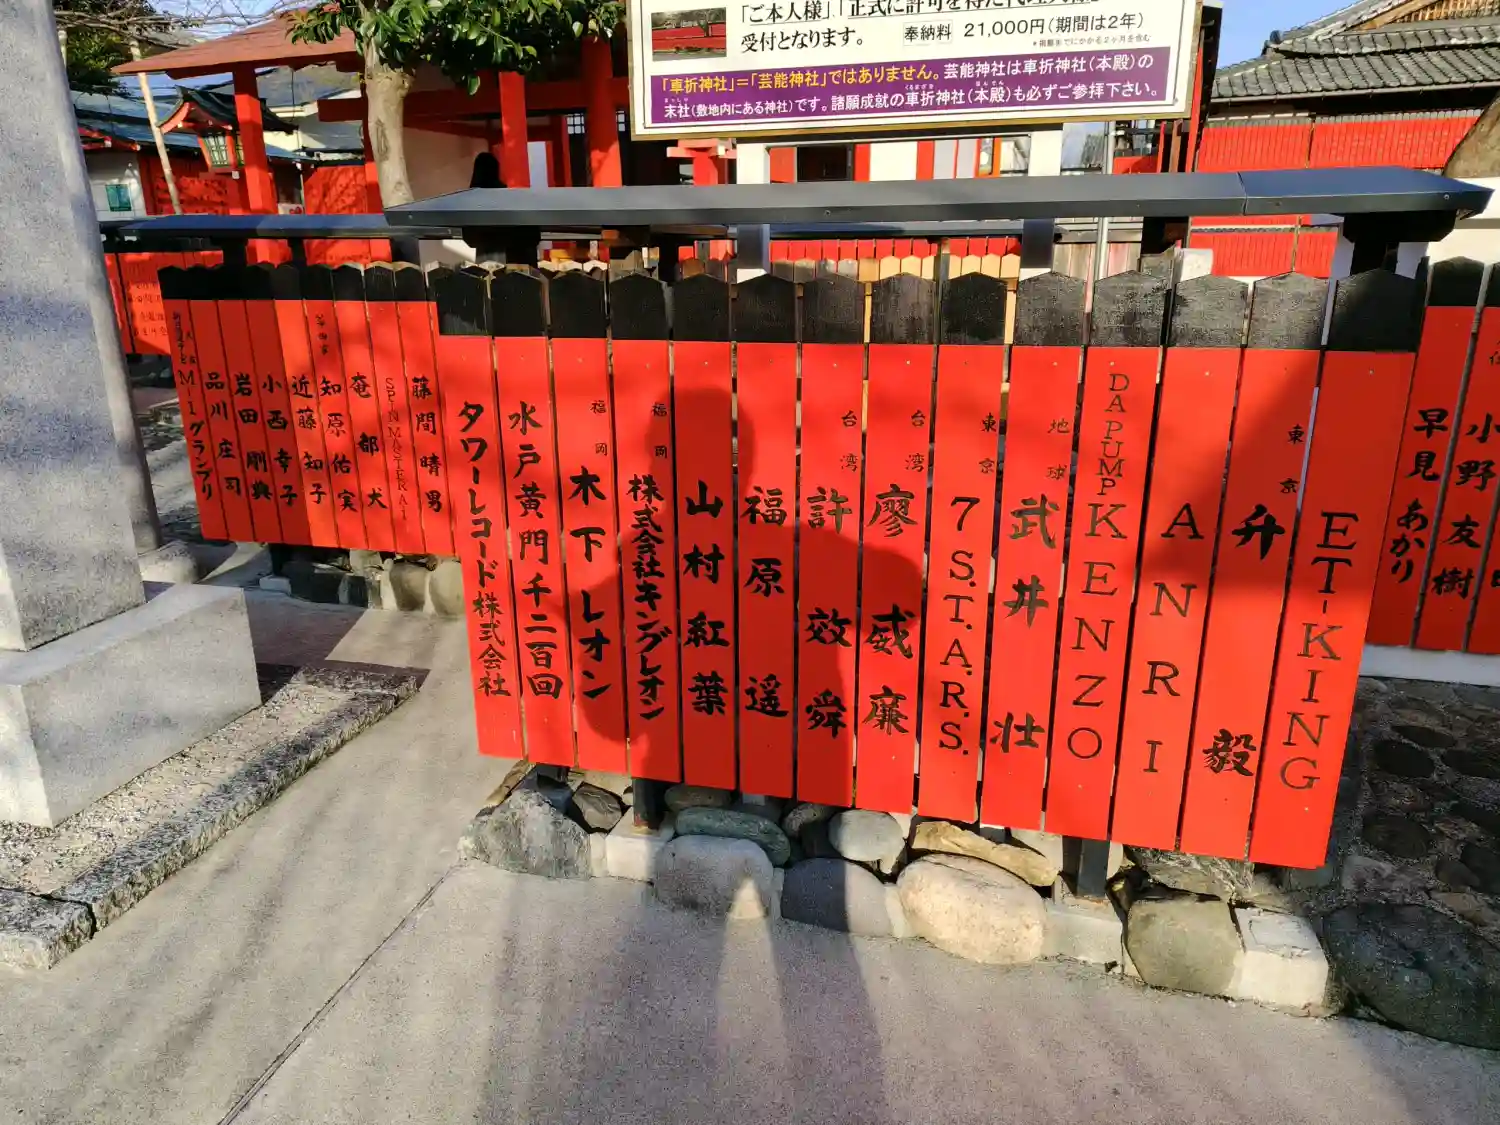 「ご本人様」、「正式に許可を得た代理人様」
受付となります。
奉納料 21,000円（期間は2年）
「車折神社」＝「芸能神社」ではありません。芸能神社は車折神社（本殿）の
末社（敷地内にある神社）です。諸願成就の車折神社（本殿）も必ずご参拝下さい。
M-1グランプリ
品川庄司
岩田剛典
小西幸子
近藤知子
知原佑実
奄都犬
SPINMASTER A-1
藤間晴男
タワーレコード株式会社
水戸黄門千二百回
福岡 木下レオン
福岡 株式会社キングレオン
山村紅葉
福原遥
台湾 許効舜
台湾 廖威廉
東京 7S.T.A.R.S.
地球 武井壮
DAPUMP KENZO
ANRI
東京 升毅
ET-KING
早見あかり
小野友樹